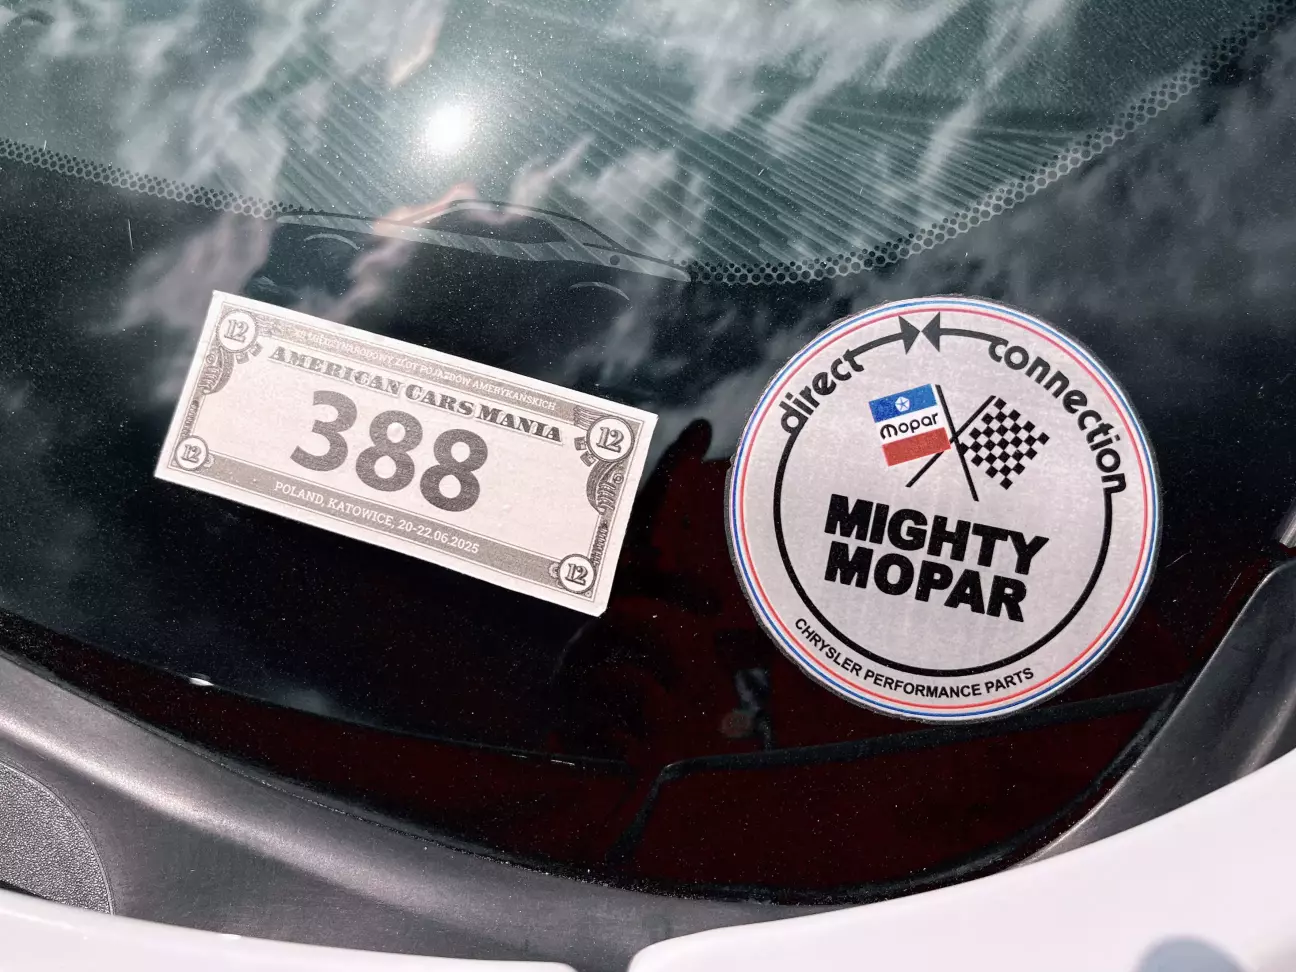 12
XII MIĘDZYNARODOWY ZLOT POJAZDÓW AMERYKAŃSKICH
AMERICAN CARS MANIA
12
388
12
POLAND, KATOWICE, 20-22.06.2025
12
direct connection
mopar
MIGHTY
MOPAR
CHRYSLER PERFORMANCE PARTS